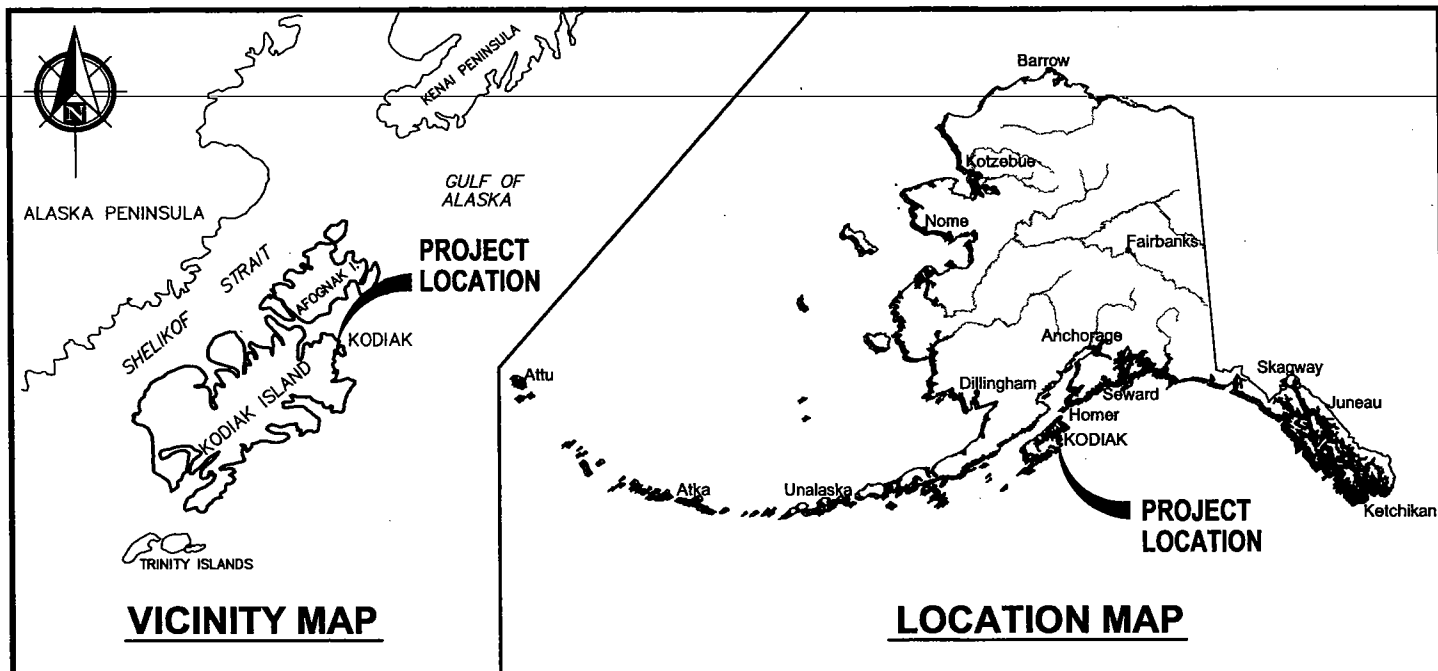 N
KENAI PENINSULA
GULF OF
ALASKA
ALASKA PENINSULA
PROJECT
LOCATION
STRAIT
SHELIKOF
AFOGNAK I.
KODIAK
KODIAK ISLAND
TRINITY ISLANDS
VICINITY MAP
Barrow
Kotzebue
Nome
Fairbanks
Anchorage
Attu
Dillingham
Seward
Skagway
Juneau
Homer
KODIAK
Atka
Unalaska
PROJECT
LOCATION
Ketchikan
LOCATION MAP